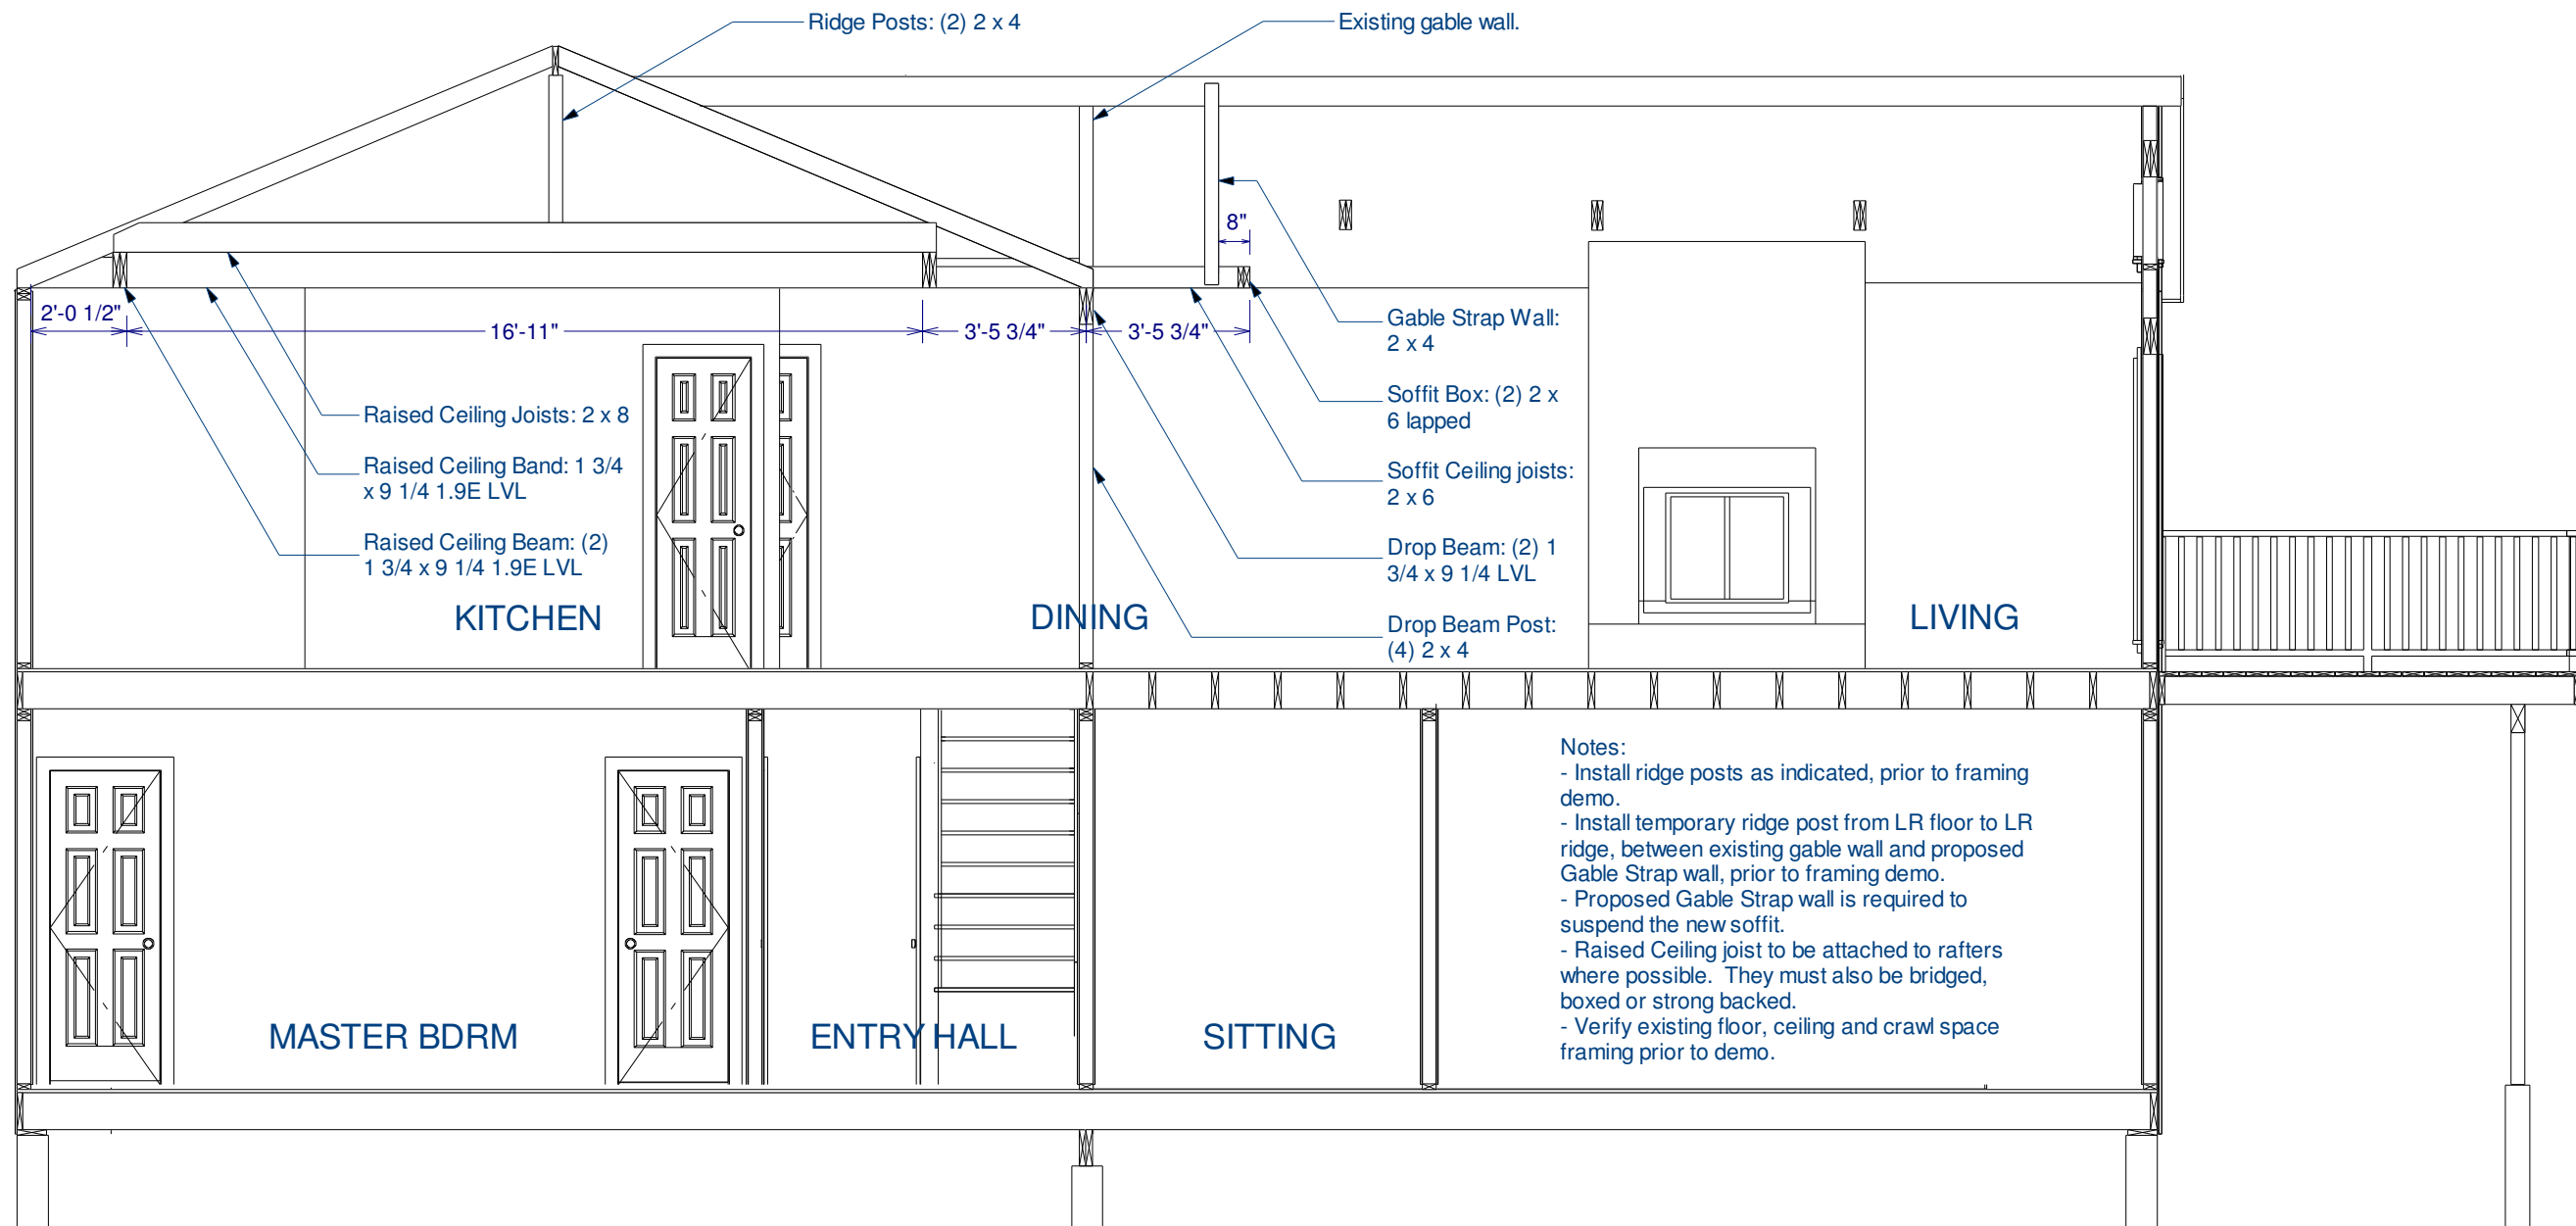 Ridge Posts: (2) 2 x 4
Existing gable wall.
8"
2'-0 1/2"
16'-11"
3'-5 3/4"
3'-5 3/4"
Gable Strap Wall:
2 x 4
Soffit Box: (2) 2 x
6 lapped
Soffit Ceiling joists:
2 x 6
Drop Beam: (2) 1
3/4 x 9 1/4 LVL
Drop Beam Post:
(4) 2 x 4
Raised Ceiling Joists: 2 x 8
Raised Ceiling Band: 1 3/4
x 9 1/4 1.9E LVL
Raised Ceiling Beam: (2)
1 3/4 x 9 1/4 1.9E LVL
KITCHEN
DINING
LIVING
Notes:
- Install ridge posts as indicated, prior to framing
demo.
- Install temporary ridge post from LR floor to LR
ridge, between existing gable wall and proposed
Gable Strap wall, prior to framing demo.
- Proposed Gable Strap wall is required to
suspend the new soffit.
- Raised Ceiling joist to be attached to rafters
where possible.  They must also be bridged,
boxed or strong backed.
- Verify existing floor, ceiling and crawl space
framing prior to demo.
MASTER BDRM
ENTRY HALL
SITTING